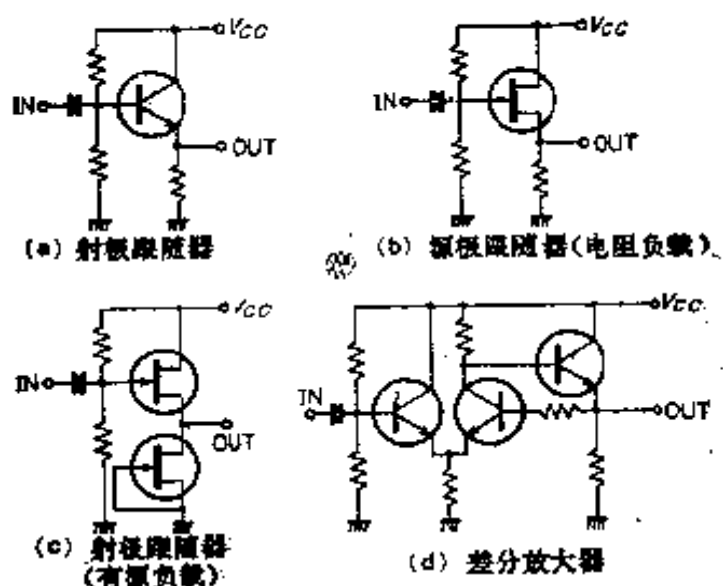 VCC
IN
OUT
(a) 射极跟随器
VCC
IN
OUT
(b) 源极跟随器(电阻负载)
VCC
IN
OUT
(c) 射极跟随器
(有源负载)
VCC
IN
OUT
(d) 差分放大器